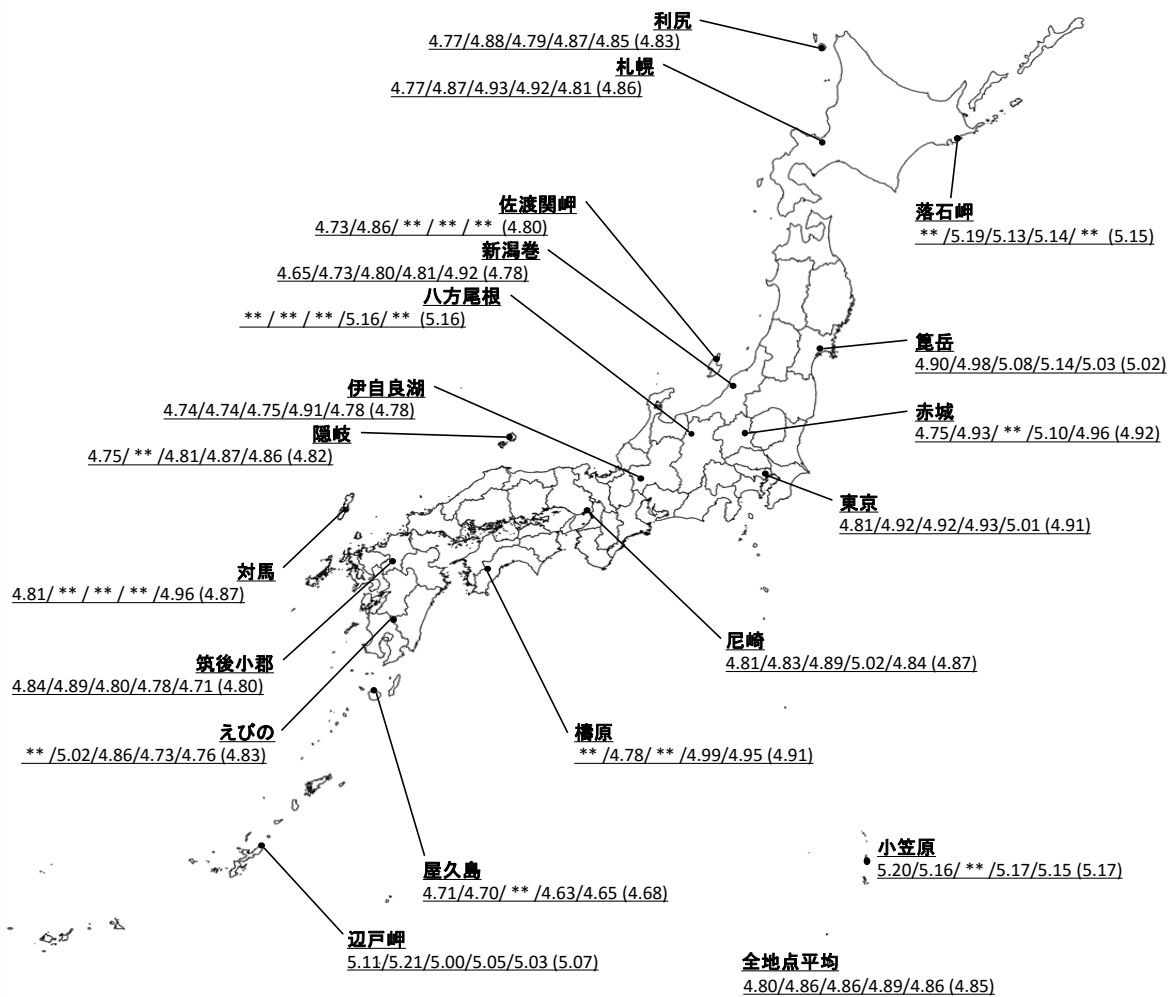 利尻
4.77/4.88/4.79/4.87/4.85 (4.83)
札幌
4.77/4.87/4.93/4.92/4.81 (4.86)
落石岬
** /5.19/5.13/5.14/ ** (5.15)
佐渡関岬
4.73/4.86/ ** / ** / ** (4.80)
新潟巻
4.65/4.73/4.80/4.81/4.92 (4.78)
八方尾根
** / ** / ** /5.16/ ** (5.16)
箟岳
4.90/4.98/5.08/5.14/5.03 (5.02)
伊自良湖
4.74/4.74/4.75/4.91/4.78 (4.78)
赤城
4.75/4.93/ ** /5.10/4.96 (4.92)
隠岐
4.75/ ** /4.81/4.87/4.86 (4.82)
東京
4.81/4.92/4.92/4.93/5.01 (4.91)
対馬
4.81/ ** / ** / ** /4.96 (4.87)
尼崎
4.81/4.83/4.89/5.02/4.84 (4.87)
筑後小郡
4.84/4.89/4.80/4.78/4.71 (4.80)
えびの
** /5.02/4.86/4.73/4.76 (4.83)
檮原
** /4.78/ ** /4.99/4.95 (4.91)
小笠原
5.20/5.16/ ** /5.17/5.15 (5.17)
屋久島
4.71/4.70/ ** /4.63/4.65 (4.68)
辺戸岬
5.11/5.21/5.00/5.05/5.03 (5.07)
全地点平均
4.80/4.86/4.86/4.89/4.86 (4.85)